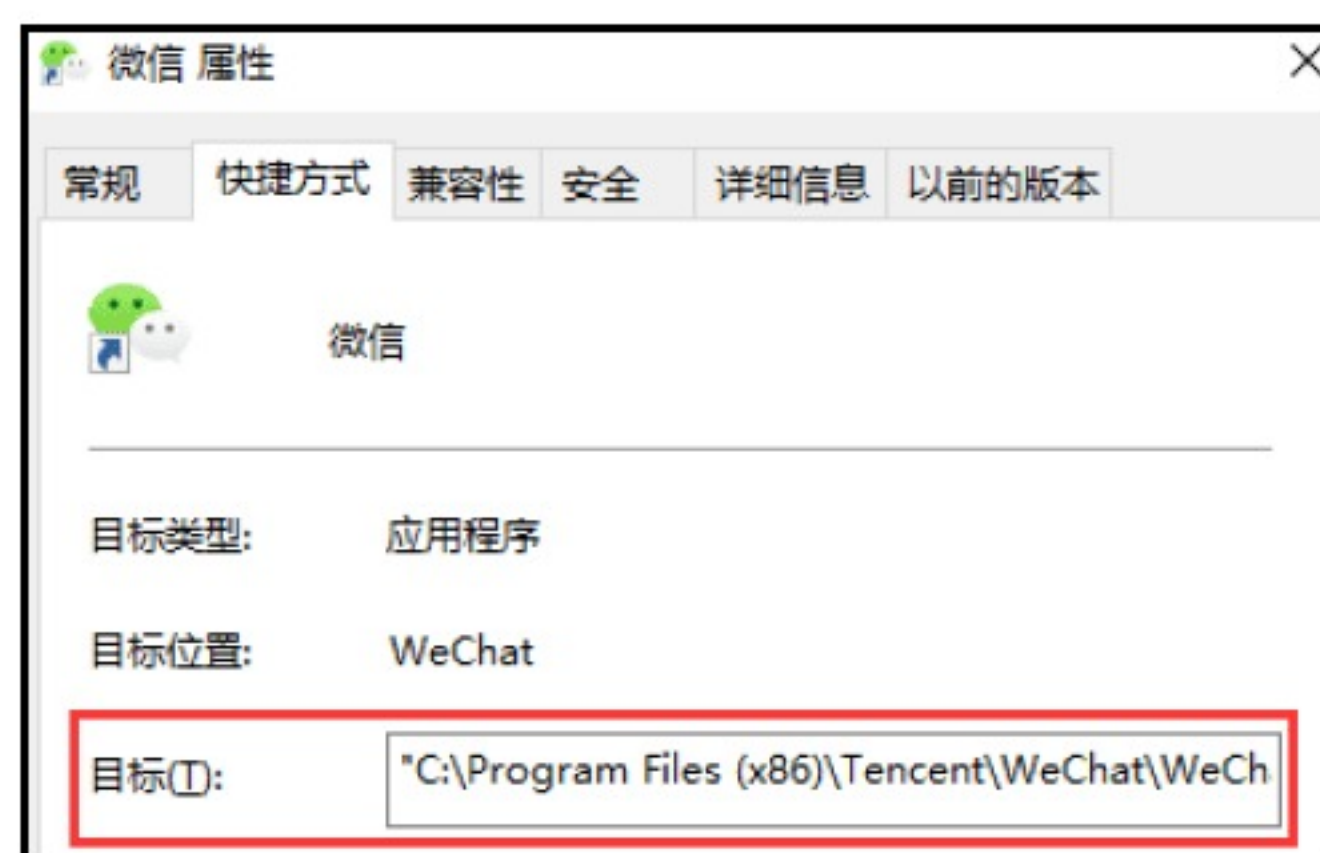 微信 属性
常规 快捷方式 兼容性 安全 详细信息 以前的版本
微信
目标类型: 应用程序
目标位置: WeChat
目标(T): "C:\Program Files (x86)\Tencent\WeChat\WeCh